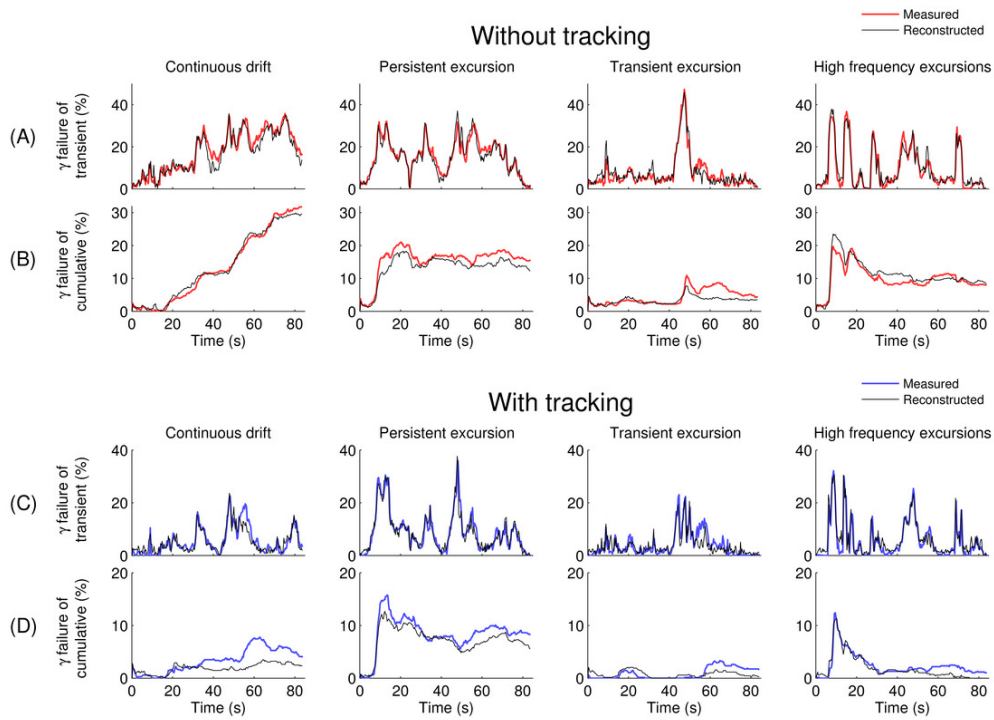 Without tracking
Measured
Reconstructed
Continuous drift
Persistent excursion
Transient excursion
High frequency excursions
(A)
γ failure of
transient (%)
40
20
0
40
20
0
40
20
0
40
20
0
(B)
γ failure of
cumulative (%)
30
20
10
0
30
20
10
0
30
20
10
0
30
20
10
0
0 20 40 60 80
0 20 40 60 80
0 20 40 60 80
0 20 40 60 80
Time (s)
Time (s)
Time (s)
Time (s)
With tracking
Measured
Reconstructed
Continuous drift
Persistent excursion
Transient excursion
High frequency excursions
(C)
γ failure of
transient (%)
40
20
0
40
20
0
40
20
0
40
20
0
(D)
γ failure of
cumulative (%)
20
10
0
20
10
0
20
10
0
20
10
0
0 20 40 60 80
0 20 40 60 80
0 20 40 60 80
0 20 40 60 80
Time (s)
Time (s)
Time (s)
Time (s)